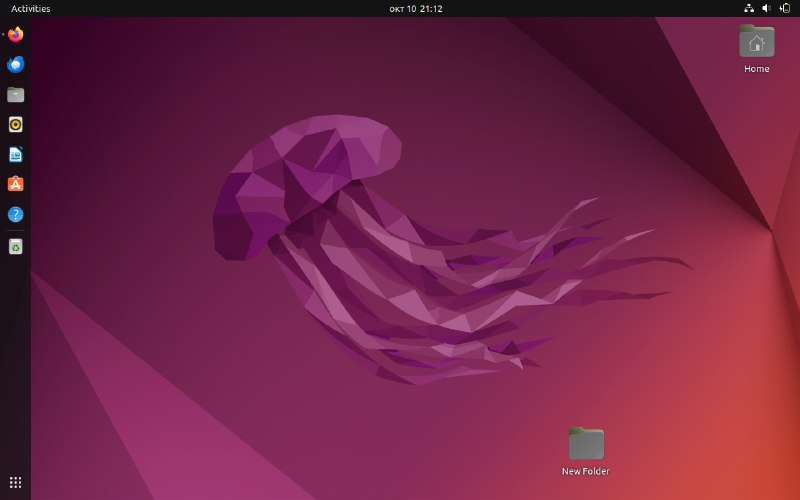 Activities
окт 10 21:12
Home
New Folder